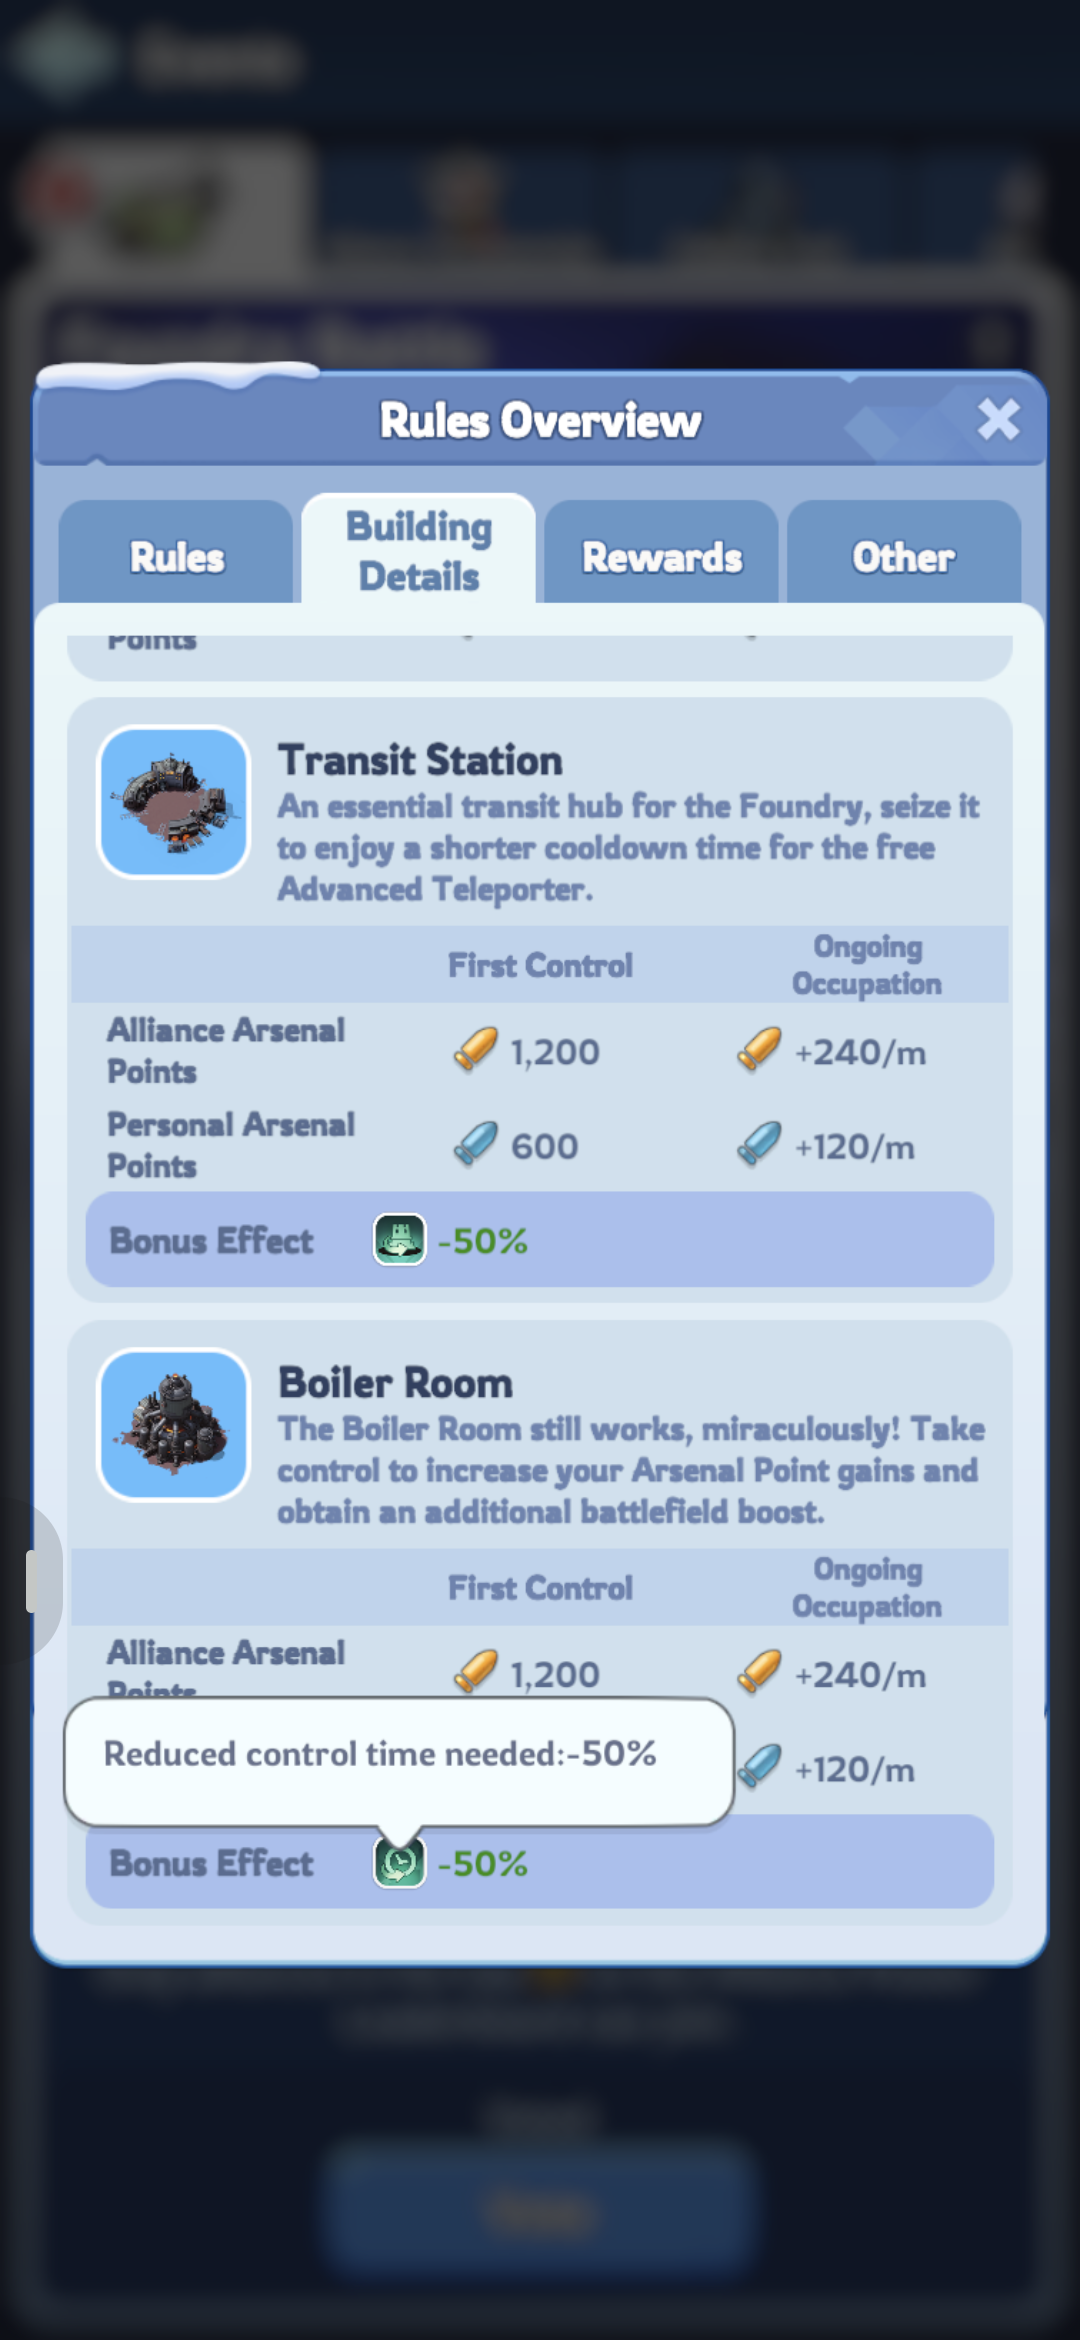 Rules Overview
Rules
Building
Details
Rewards
Other
Points
Transit Station
An essential transit hub for the Foundry, seize it
to enjoy a shorter cooldown time for the free
Advanced Teleporter.
First Control
Ongoing
Occupation
Alliance Arsenal
Points
1,200
+240/m
Personal Arsenal
Points
600
+120/m
Bonus Effect
-50%
Boiler Room
The Boiler Room still works, miraculously! Take
control to increase your Arsenal Point gains and
obtain an additional battlefield boost.
First Control
Ongoing
Occupation
Alliance Arsenal
Points
1,200
+240/m
Reduced control time needed:-50%
+120/m
Bonus Effect
-50%